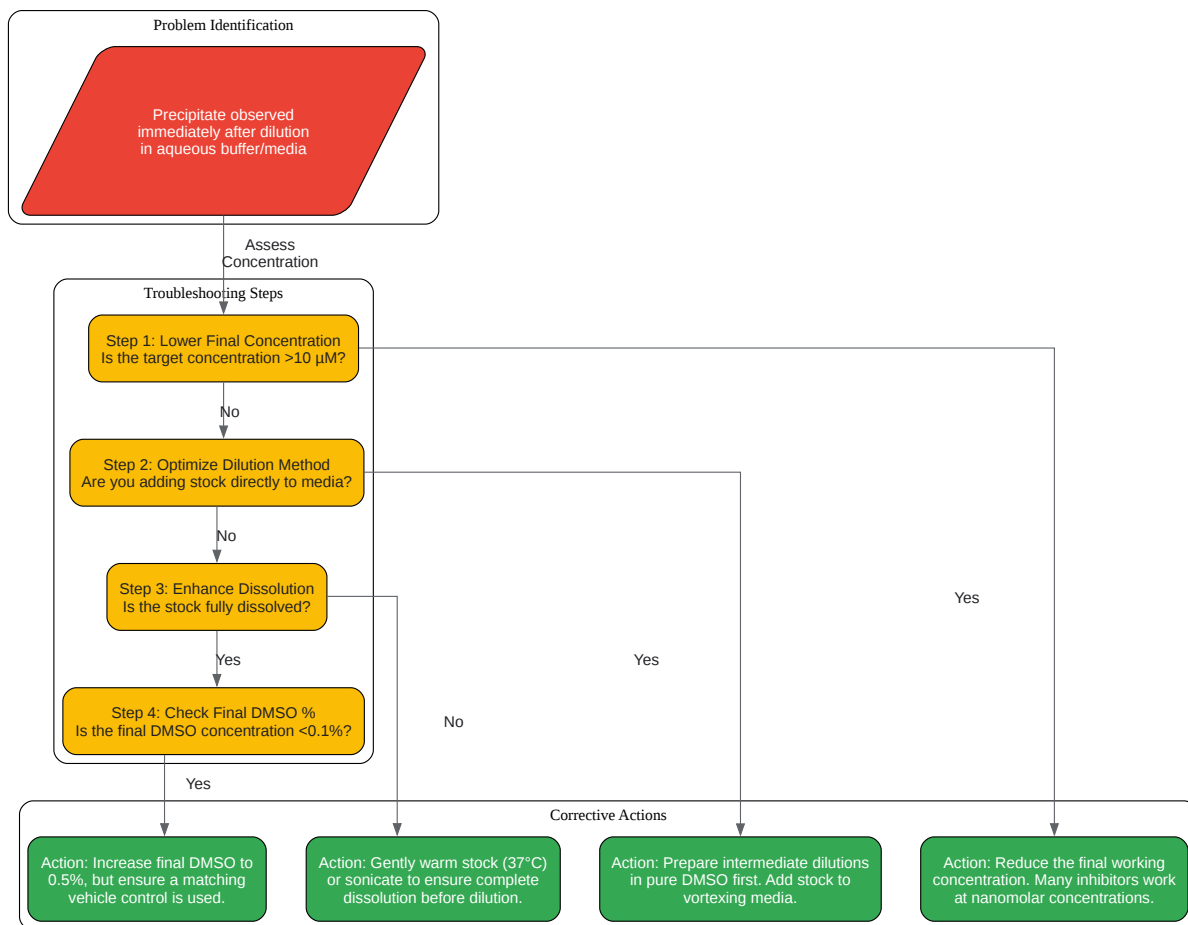 Problem Identification
Precipitate observed
immediately after dilution
in aqueous buffer/media
Assess
Concentration
Troubleshooting Steps
Step 1: Lower Final Concentration
Is the target concentration >10 µM?
No
Step 2: Optimize Dilution Method
Are you adding stock directly to media?
No
Step 3: Enhance Dissolution
Is the stock fully dissolved?
Yes
Yes
Yes
Step 4: Check Final DMSO %
Is the final DMSO concentration <0.1%?
No
Yes
Corrective Actions
Action: Increase final DMSO to
0.5%, but ensure a matching
vehicle control is used.
Action: Gently warm stock (37°C)
or sonicate to ensure complete
dissolution before dilution.
Action: Prepare intermediate dilutions
in pure DMSO first. Add stock to
vortexing media.
Action: Reduce the final working
concentration. Many inhibitors work
at nanomolar concentrations.